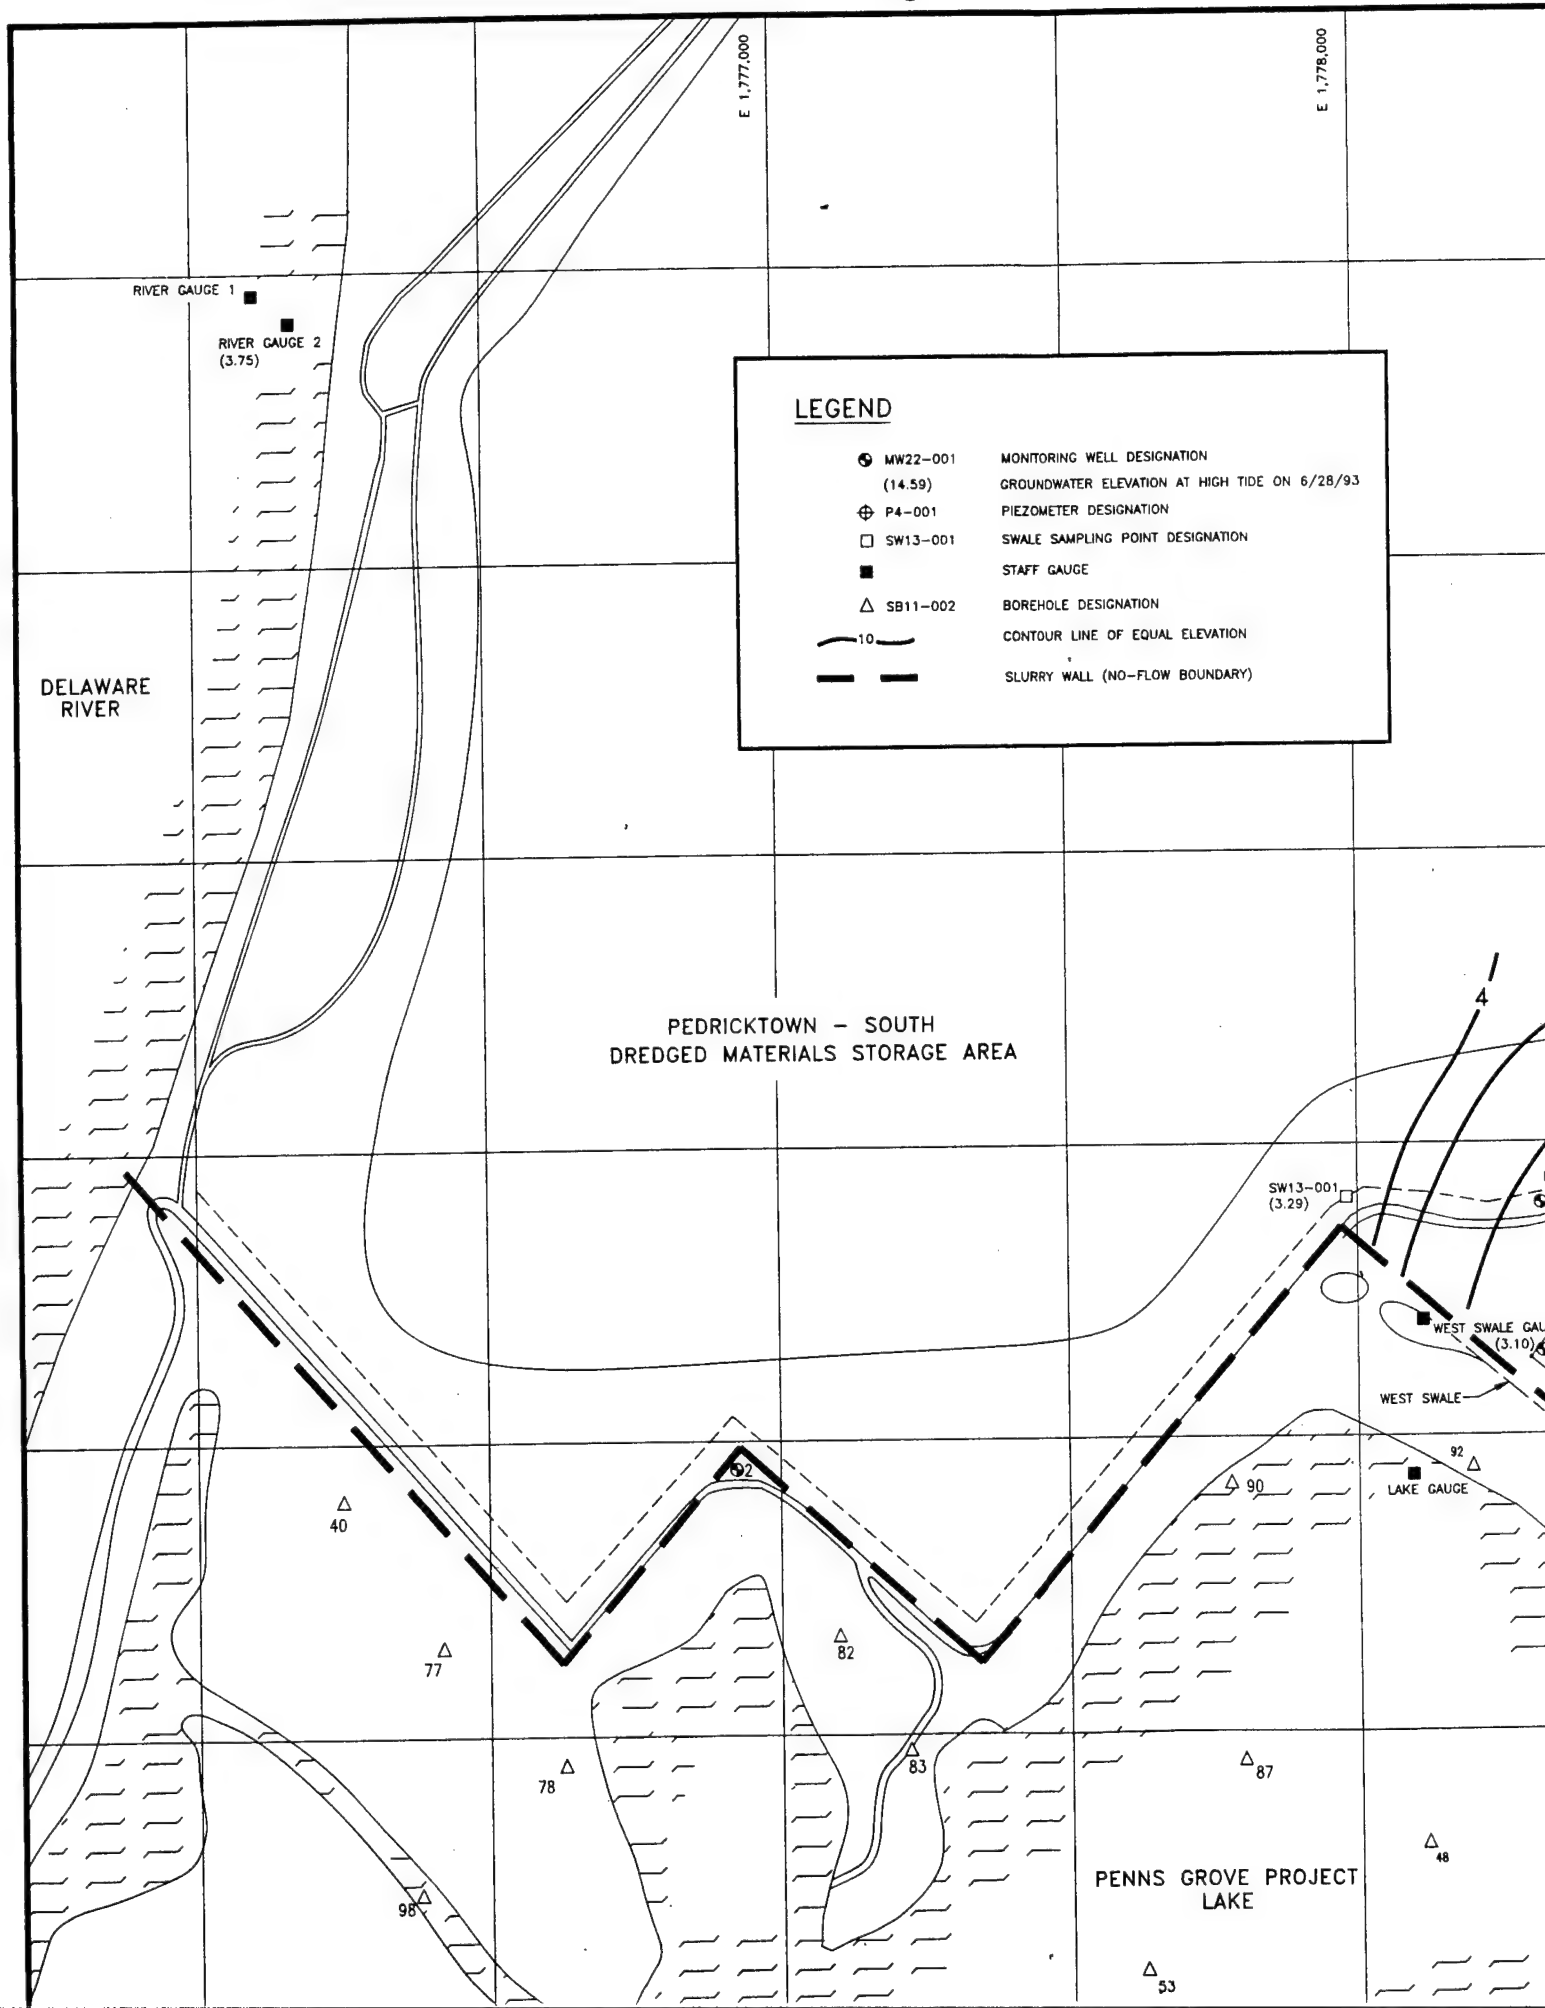 E 1,777,000
E 1,778,000
RIVER GAUGE 1
RIVER GAUGE 2
(3.75)
LEGEND
MW22-001 MONITORING WELL DESIGNATION
(14.59) GROUNDWATER ELEVATION AT HIGH TIDE ON 6/28/93
P4-001 PIEZOMETER DESIGNATION
SW13-001 SWALE SAMPLING POINT DESIGNATION
STAFF GAUGE
SB11-002 BOREHOLE DESIGNATION
10 CONTOUR LINE OF EQUAL ELEVATION
SLURRY WALL (NO-FLOW BOUNDARY)
DELAWARE
RIVER
4
PEDRICKTOWN - SOUTH
DREDGED MATERIALS STORAGE AREA
SW13-001
(3.29)
WEST SWALE GAU
(3.10)
WEST SWALE
92
2
90
LAKE GAUGE
40
82
77
83
78
87
48
PENNS GROVE PROJECT
LAKE
98
53